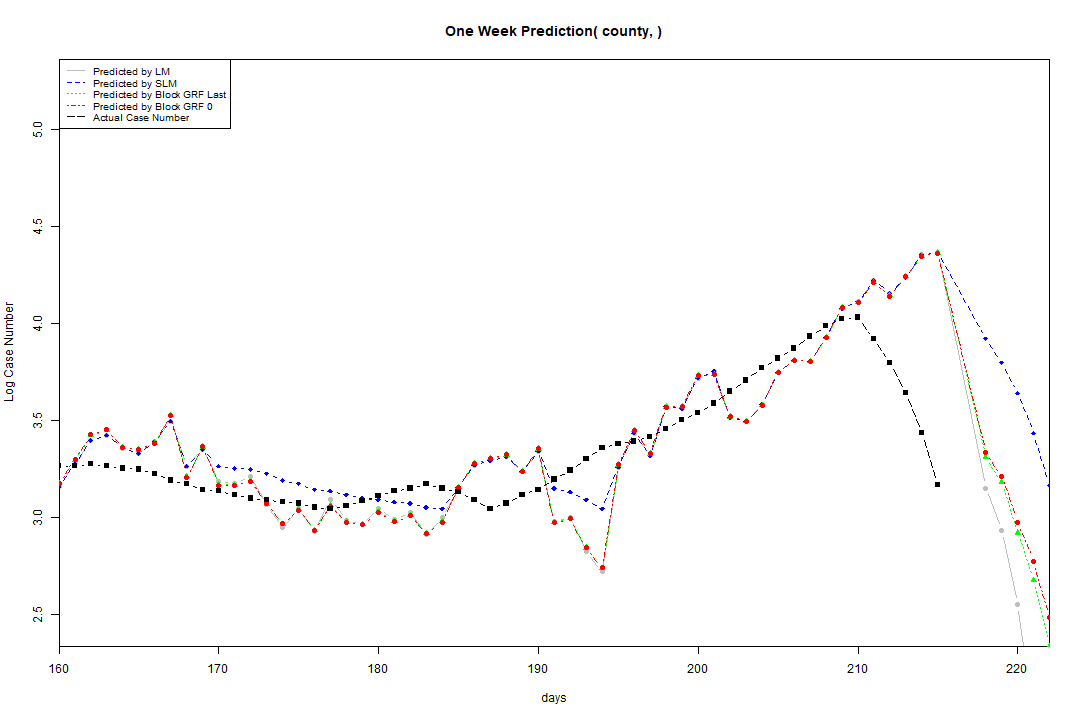 One Week Prediction( county, )
Predicted by LM
Predicted by SLM
Predicted by Block GRF Last
Predicted by Block GRF 0
Actual Case Number
Log Case Number
5.0
4.5
4.0
3.5
3.0
2.5
160 170 180 190 200 210 220
days